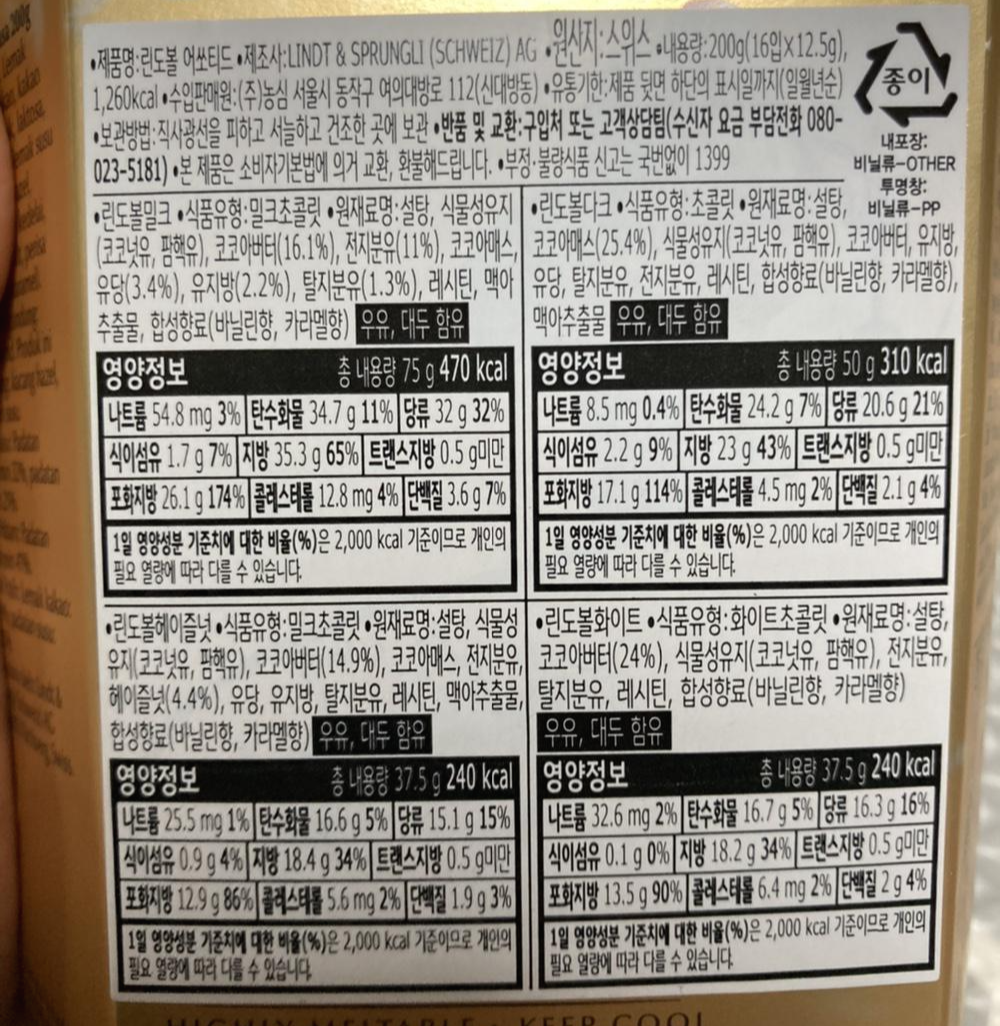 •제품명:린도볼 어쏘티드 •제조사:LINDT & SPRUNGLI (SCHWEIZ) AG •원산지:스위스 •내용량:200g(16입×12.5g),
1,260kcal •수입판매원:(주)농심 서울시 동작구 여의대방로 112(신대방동) •유통기한:제품 뒷면 하단의 표시일까지(일월년순)
•보관방법:직사광선을 피하고 서늘하고 건조한 곳에 보관 •반품 및 교환:구입처 또는 고객상담팀(수신자 요금 부담전화 080-
023-5181) •본 제품은 소비자기본법에 의거 교환, 환불해드립니다. •부정·불량식품 신고는 국번없이 1399
종이
내포장:
비닐류-OTHER
투명창:
비닐류-PP
•린도볼밀크 •식품유형:밀크초콜릿 •원재료명:설탕, 식물성유지
(코코넛유, 팜핵유), 코코아버터(16.1%), 전지분유(11%), 코코아매스,
유당(3.4%), 유지방(2.2%), 탈지분유(1.3%), 레시틴, 맥아
추출물, 합성향료(바닐린향, 카라멜향) 우유, 대두 함유
영양정보 총 내용량 75 g 470 kcal
나트륨 54.8 mg 3% 탄수화물 34.7 g 11% 당류 32 g 32%
식이섬유 1.7 g 7% 지방 35.3 g 65% 트랜스지방 0.5 g미만
포화지방 26.1 g 174% 콜레스테롤 12.8 mg 4% 단백질 3.6 g 7%
1일 영양성분 기준치에 대한 비율(%)은 2,000 kcal 기준이므로 개인의
필요 열량에 따라 다를 수 있습니다.
•린도볼다크 •식품유형:초콜릿 •원재료명:설탕,
코코아매스(25.4%), 식물성유지(코코넛유, 팜핵유), 코코아버터, 유지방,
유당, 탈지분유, 전지분유, 레시틴, 합성향료(바닐린향, 카라멜향),
맥아추출물 우유, 대두 함유
영양정보 총 내용량 50 g 310 kcal
나트륨 8.5 mg 0.4% 탄수화물 24.2 g 7% 당류 20.6 g 21%
식이섬유 2.2 g 9% 지방 23 g 43% 트랜스지방 0.5 g미만
포화지방 17.1 g 114% 콜레스테롤 4.5 mg 2% 단백질 2.1 g 4%
1일 영양성분 기준치에 대한 비율(%)은 2,000 kcal 기준이므로 개인의
필요 열량에 따라 다를 수 있습니다.
•린도볼헤이즐넛 •식품유형:밀크초콜릿 •원재료명:설탕, 식물성
유지(코코넛유, 팜핵유), 코코아버터(14.9%), 코코아매스, 전지분유,
헤이즐넛(4.4%), 유당, 유지방, 탈지분유, 레시틴, 맥아추출물,
합성향료(바닐린향, 카라멜향) 우유, 대두 함유
영양정보 총 내용량 37.5 g 240 kcal
나트륨 25.5 mg 1% 탄수화물 16.6 g 5% 당류 15.1 g 15%
식이섬유 0.9 g 4% 지방 18.4 g 34% 트랜스지방 0.5 g미만
포화지방 12.9 g 86% 콜레스테롤 5.6 mg 2% 단백질 1.9 g 3%
1일 영양성분 기준치에 대한 비율(%)은 2,000 kcal 기준이므로 개인의
필요 열량에 따라 다를 수 있습니다.
•린도볼화이트 •식품유형:화이트초콜릿 •원재료명:설탕,
코코아버터(24%), 식물성유지(코코넛유, 팜핵유), 전지분유,
탈지분유, 레시틴, 합성향료(바닐린향, 카라멜향)
우유, 대두 함유
영양정보 총 내용량 37.5 g 240 kcal
나트륨 32.6 mg 2% 탄수화물 16.7 g 5% 당류 16.3 g 16%
식이섬유 0.1 g 0% 지방 18.2 g 34% 트랜스지방 0.5 g미만
포화지방 13.5 g 90% 콜레스테롤 6.4 mg 2% 단백질 2 g 4%
1일 영양성분 기준치에 대한 비율(%)은 2,000 kcal 기준이므로 개인의
필요 열량에 따라 다를 수 있습니다.
KEEP COOL